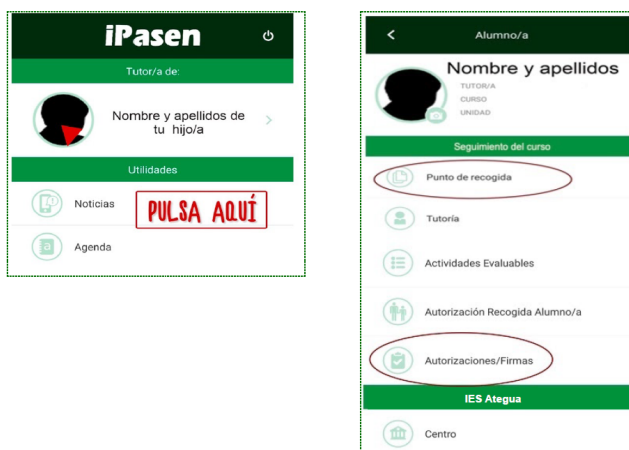 iPasen
Tutor/a de:
Nombre y apellidos de
tu hijo/a
Utilidades
Noticias
PULSA AQUÍ
Agenda
Alumno/a
Nombre y apellidos
TUTOR/A
CURSO
UNIDAD
Seguimiento del curso
Punto de recogida
Tutoría
Actividades Evaluables
Autorización Recogida Alumno/a
Autorizaciones/Firmas
IES Ategua
Centro